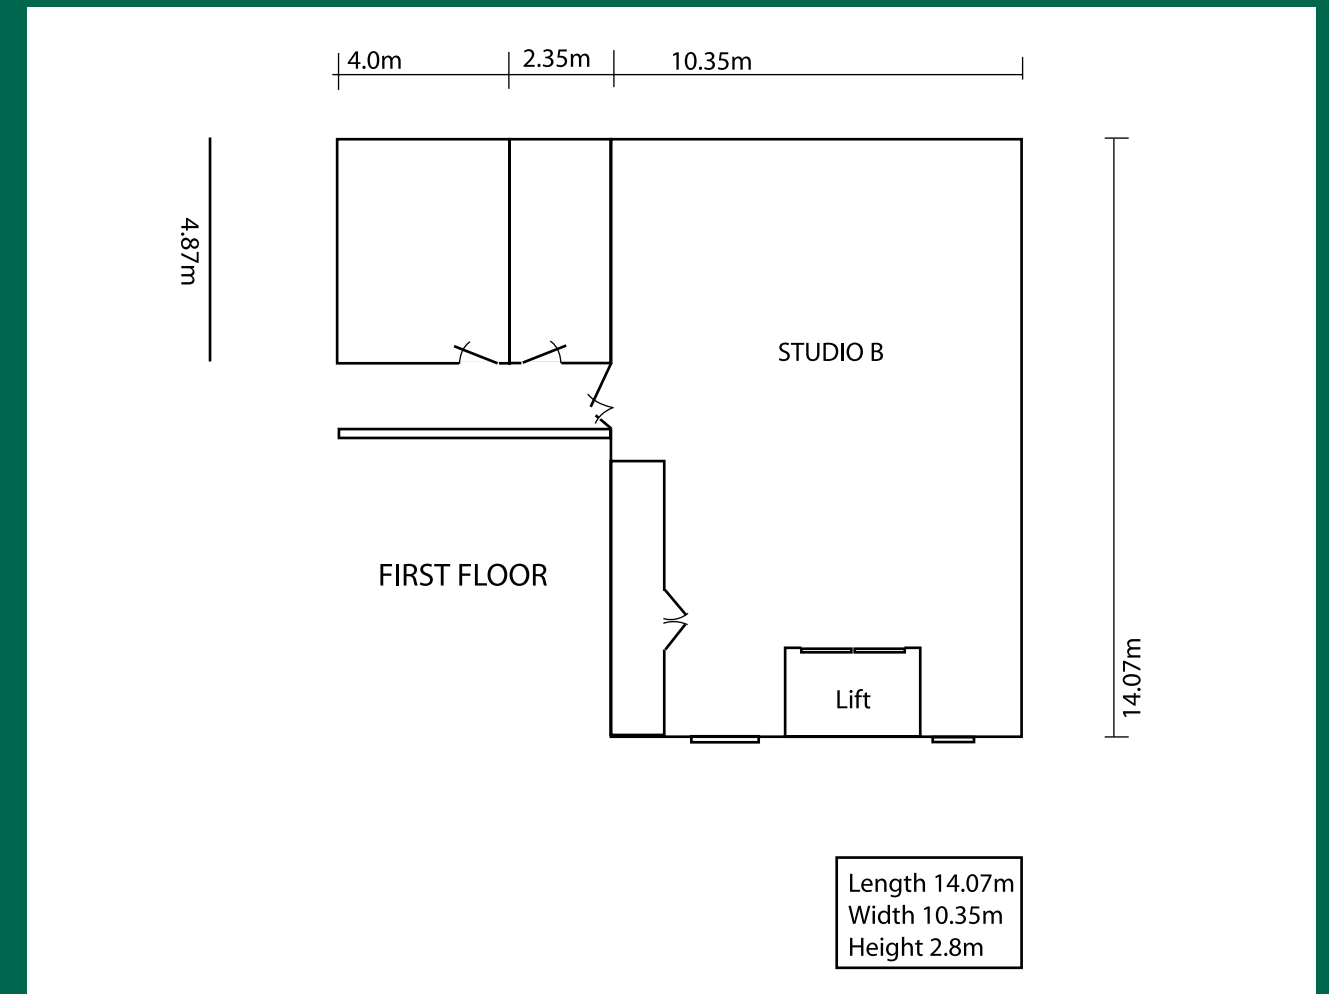 4.0m
2.35m
10.35m
4.87m
STUDIO B
FIRST FLOOR
Lift
14.07m
Length 14.07m
Width 10.35m
Height 2.8m